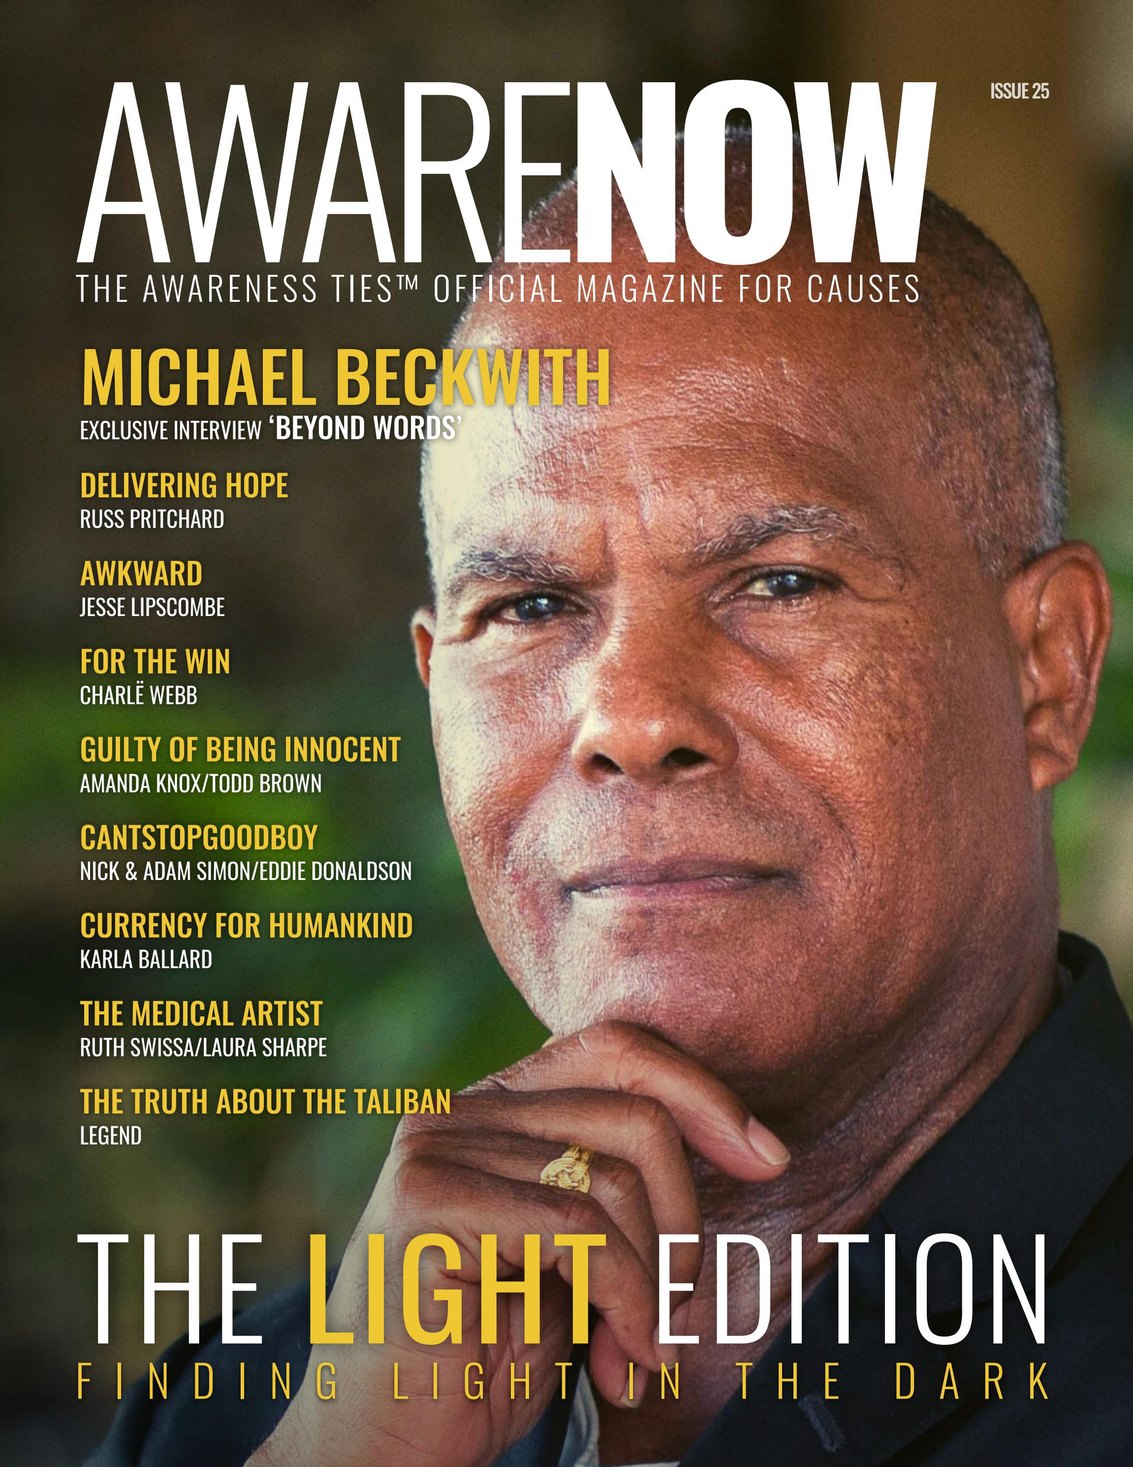 AWARENOW
ISSUE 25
THE AWARENESS TIES™ OFFICIAL MAGAZINE FOR CAUSES
MICHAEL BECKWITH
EXCLUSIVE INTERVIEW ‘BEYOND WORDS’
DELIVERING HOPE
RUSS PRITCHARD
AWKWARD
JESSE LIPSCOMBE
FOR THE WIN
CHARLË WEBB
GUILTY OF BEING INNOCENT
AMANDA KNOX/TODD BROWN
CANTSTOPGOODBOY
NICK & ADAM SIMON/EDDIE DONALDSON
CURRENCY FOR HUMANKIND
KARLA BALLARD
THE MEDICAL ARTIST
RUTH SWISSA/LAURA SHARPE
THE TRUTH ABOUT THE TALIBAN
LEGEND
THE LIGHT EDITION
FINDING LIGHT IN THE DARK